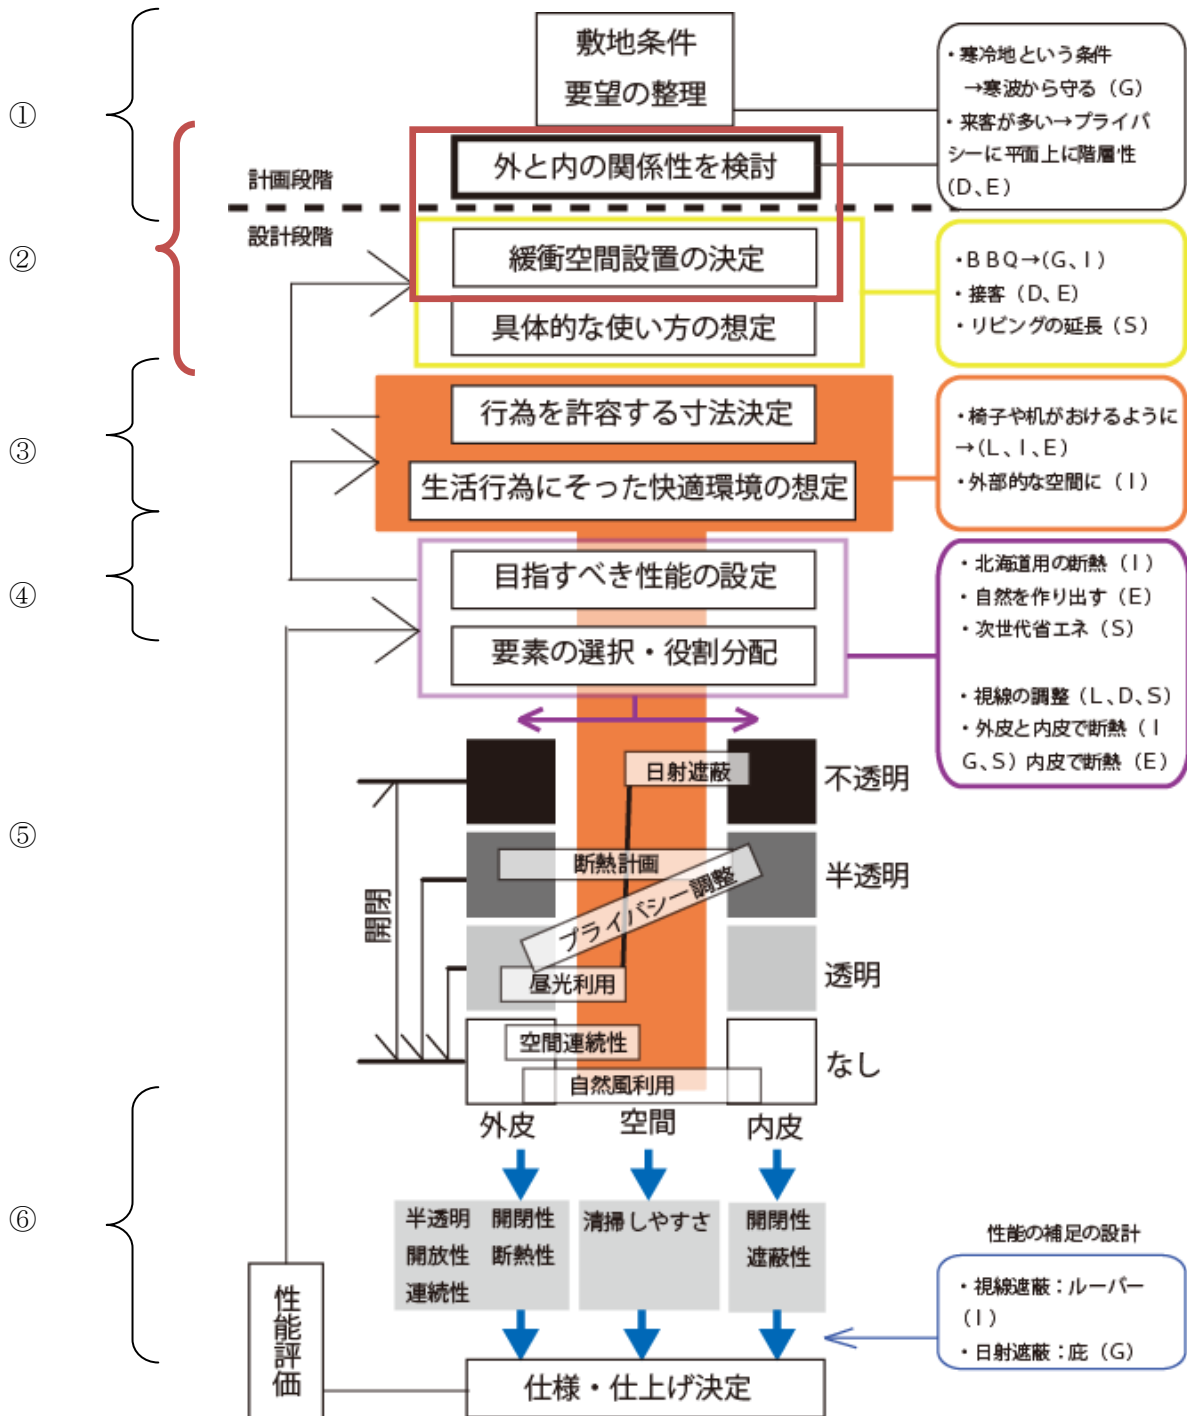 ①
敷地条件
要望の整理
・寒冷地という条件
→寒波から守る（G）
・来客が多い→プライバ
シーに平面上に階層性
（D、E）
外と内の関係性を検討
計画段階
設計段階
②
緩衝空間設置の決定
具体的な使い方の想定
・ＢＢＱ→（G、I）
・接客（D、E）
・リビングの延長（S）
③
行為を許容する寸法決定
生活行為にそった快適環境の想定
・椅子や机がおけるように
→（L、I、E）
・外部的な空間に（I）
④
目指すべき性能の設定
要素の選択・役割分配
・北海道用の断熱（I）
・自然を作り出す（E）
・次世代省エネ（S）
・視線の調整（L、D、S）
・外皮と内皮で断熱（I
G、S）内皮で断熱（E）
⑤
開閉
日射遮蔽
不透明
断熱計画
半透明
プライバシー調整
昼光利用
透明
空間連続性
自然風利用
なし
外皮
空間
内皮
⑥
半透明 開閉性
開放性 断熱性
連続性
清掃しやすさ
開閉性
遮蔽性
性能の補足の設計
・視線遮蔽：ルーバー
（I）
・日射遮蔽：庇（G）
性能評価
仕様・仕上げ決定